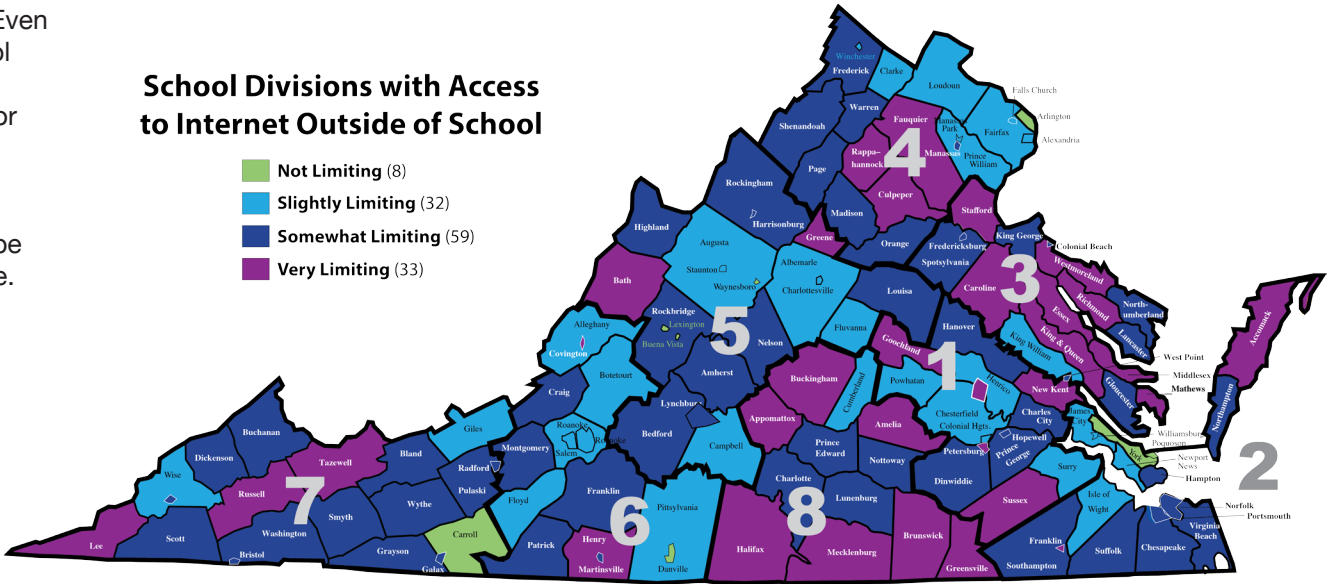 Even
ol
or
be
e.
School Divisions with Access
to Internet Outside of School
Not Limiting (8)
Slightly Limiting (32)
Somewhat Limiting (59)
Very Limiting (33)
Winchester
Frederick
Clarke
Loudoun
Falls Church
Arlington
Alexandria
Fairfax
Warren
Fauquier
Manassas
Park
Manassas
Prince
William
Shenandoah
Rappa–
hannock
4
Page
Culpeper
Rockingham
Harrisonburg
Madison
Stafford
Greene
Orange
Fredericksburg
Spotsylvania
King George
Colonial Beach
Highland
Augusta
Staunton
Waynesboro
Albemarle
Charlottesville
Bath
Louisa
Caroline
3
Westmoreland
Richmond
North-
umberland
Essex
Lancaster
Rockbridge
Lexington
Buena Vista
5
Nelson
Fluvanna
Hanover
King William
King & Queen
Accomack
Alleghany
Covington
Botetourt
Amherst
Goochland
1
Henrico
West Point
Middlesex
Mathews
Gloucester
Northampton
Craig
Lynchburg
Buckingham
Cumberland
Powhatan
Chesterfield
Colonial Hgts.
New Kent
Charles
City
James
City
Williamsburg
Poquoson
York
Newport
News
Hampton
2
Buchanan
Giles
Roanoke
Roanoke
Salem
Bedford
Campbell
Appomattox
Amelia
Prince
Edward
Nottoway
Petersburg
Hopewell
Prince
George
Dickenson
Tazewell
Bland
Montgomery
Radford
Wise
Russell
7
Wythe
Pulaski
Floyd
Franklin
6
Pittsylvania
Charlotte
8
Lunenburg
Dinwiddie
Surry
Sussex
Isle of
Wight
Norfolk
Portsmouth
Smyth
Washington
Carroll
Patrick
Henry
Martinsville
Danville
Halifax
Mecklenburg
Brunswick
Greensville
Franklin
Southampton
Suffolk
Chesapeake
Virginia
Beach
Lee
Scott
Bristol
Grayson
Galax